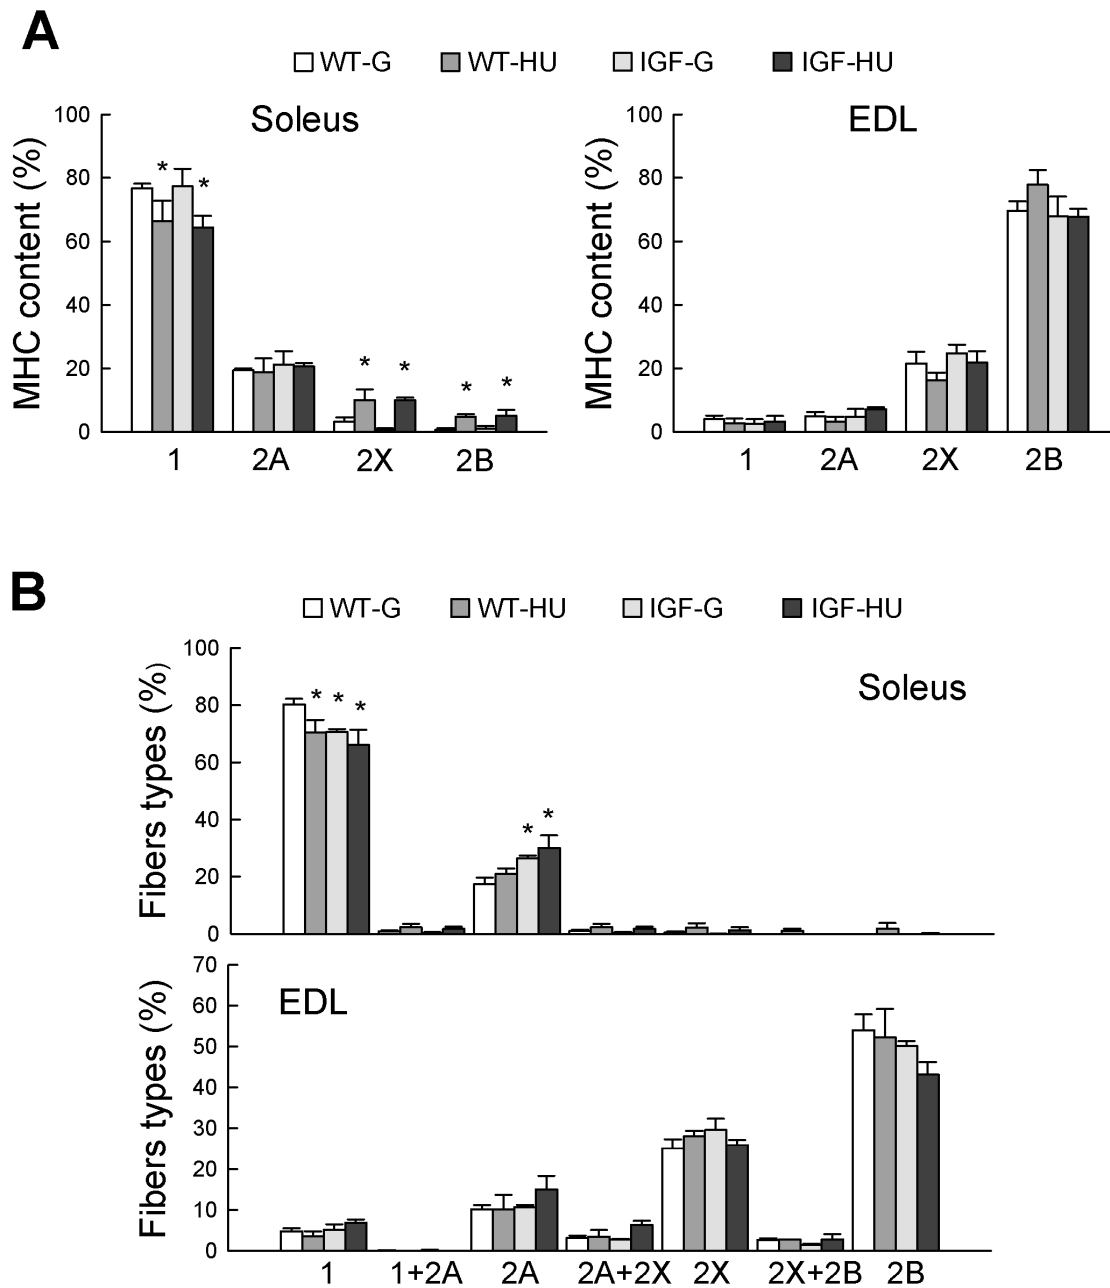 A
WT-G WT-HU IGF-G IGF-HU
Soleus
MHC content (%)
100
80
60
40
20
0
* * * * * *
1 2A 2X 2B
EDL
MHC content (%)
100
80
60
40
20
0
1 2A 2X 2B
B
WT-G WT-HU IGF-G IGF-HU
Soleus
Fibers types (%)
100
80
60
40
20
0
* * * * *
EDL
Fibers types (%)
70
60
50
40
30
20
10
0
1 1+2A 2A 2A+2X 2X 2X+2B 2B